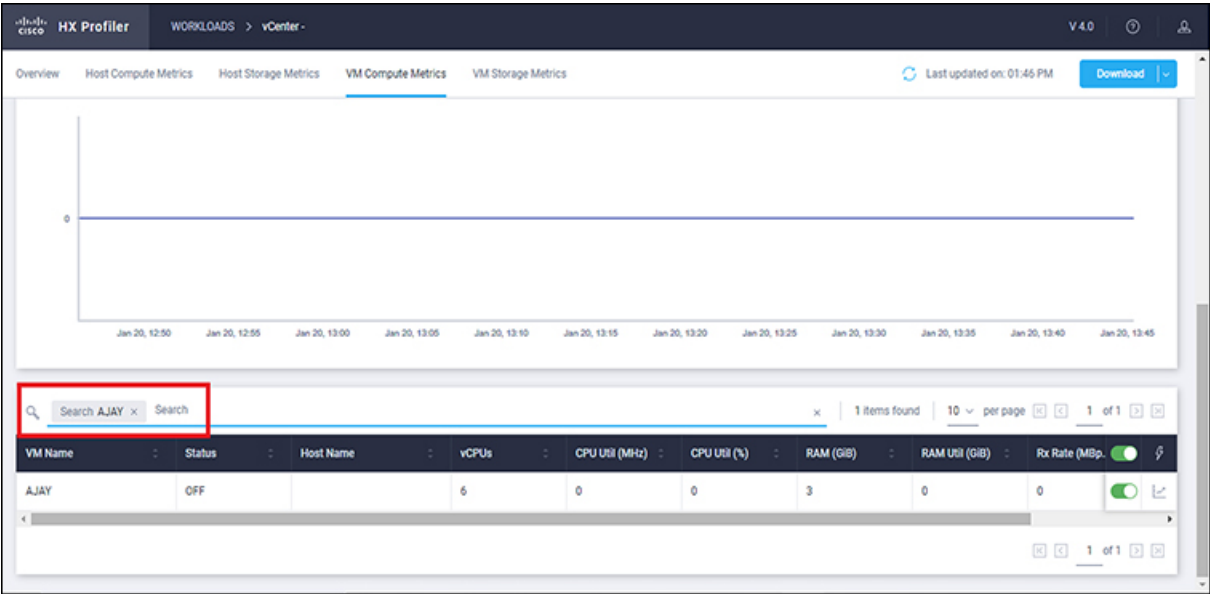 cisco HX Profiler WORKLOADS > vCenter - V 4.0
Overview Host Compute Metrics Host Storage Metrics VM Compute Metrics VM Storage Metrics Last updated on: 01:46 PM Download
0
Jan 20, 12:50 Jan 20, 12:55 Jan 20, 13:00 Jan 20, 13:05 Jan 20, 13:10 Jan 20, 13:15 Jan 20, 13:20 Jan 20, 13:25 Jan 20, 13:30 Jan 20, 13:35 Jan 20, 13:40 Jan 20, 13:45
Search AJAY × Search × 1 items found 10 per page 1 of 1
VM Name Status Host Name vCPUs CPU Util (MHz) CPU Util (%) RAM (GiB) RAM Util (GiB) Rx Rate (MBp.
AJAY OFF 6 0 0 3 0 0
1 of 1